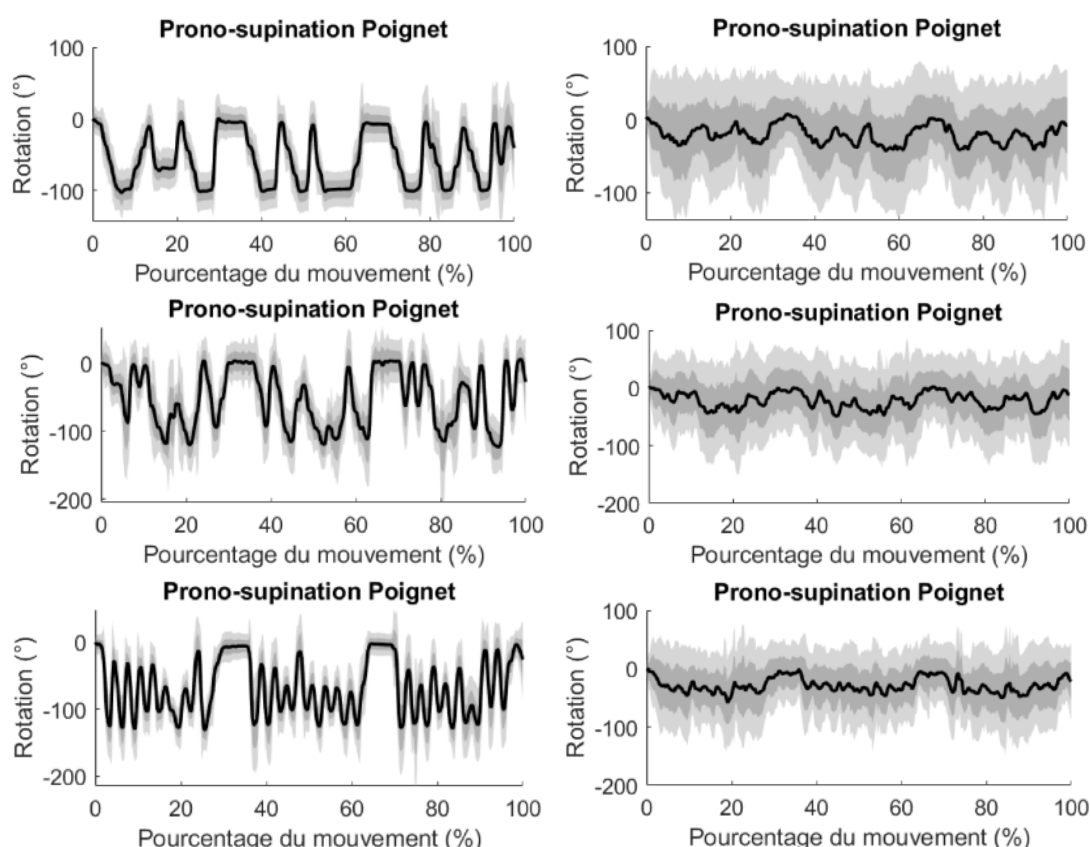 Prono-supination Poignet
100
0
-100
Rotation (°)
0 20 40 60 80 100
Pourcentage du mouvement (%)
Prono-supination Poignet
100
0
-100
Rotation (°)
0 20 40 60 80 100
Pourcentage du mouvement (%)
Prono-supination Poignet
0
-100
-200
Rotation (°)
0 20 40 60 80 100
Pourcentage du mouvement (%)
Prono-supination Poignet
100
0
-100
-200
Rotation (°)
0 20 40 60 80 100
Pourcentage du mouvement (%)
Prono-supination Poignet
0
-100
-200
Rotation (°)
0 20 40 60 80 100
Pourcentage du mouvement (%)
Prono-supination Poignet
100
0
-100
-200
Rotation (°)
0 20 40 60 80 100
Pourcentage du mouvement (%)